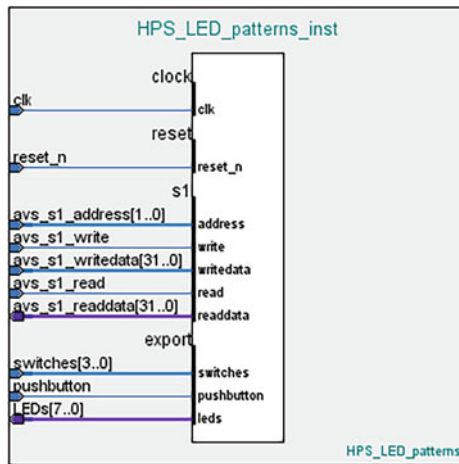 HPS_LED_patterns_inst
clock
clk
clk
reset
reset_n
reset_n
s1
avs_s1_address[1..0]
address
avs_s1_write
write
avs_s1_writedata[31..0]
writedata
avs_s1_read
read
avs_s1_readdata[31..0]
readdata
export
switches[3..0]
switches
pushbutton
pushbutton
LEDs[7..0]
leds
HPS_LED_patterns